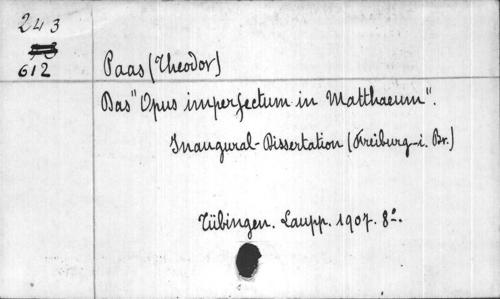 243
612
Paas (Theodor)
Das "Opus imperfectum in Matthaeum".
Inaugural-Dissertation (Freiburg-i. Br.)
Tübingen. Laupp. 1907. 8°.